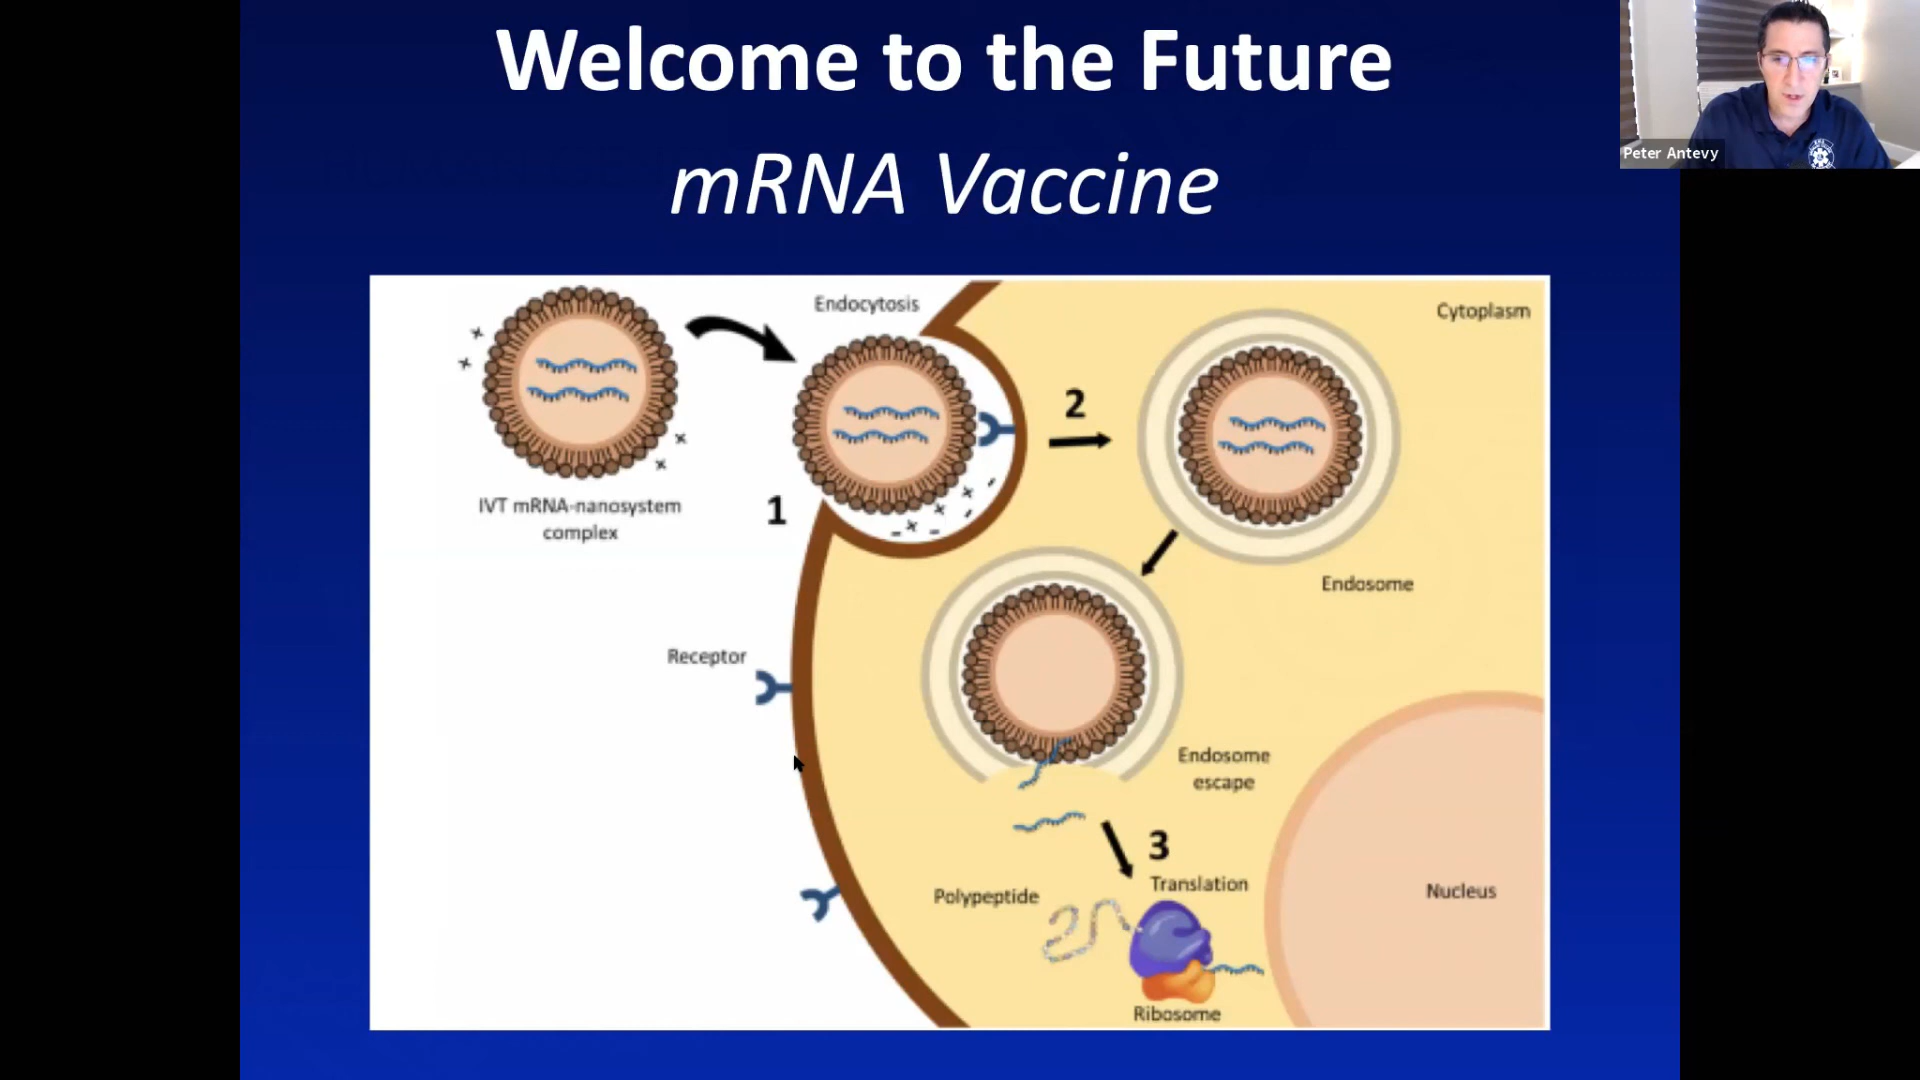 Welcome to the Future
mRNA Vaccine
Peter Antevy
Endocytosis
Cytoplasm
2
IVT mRNA-nanosystem
complex
1
Endosome
Receptor
Endosome
escape
3
Translation
Polypeptide
Nucleus
Ribosome